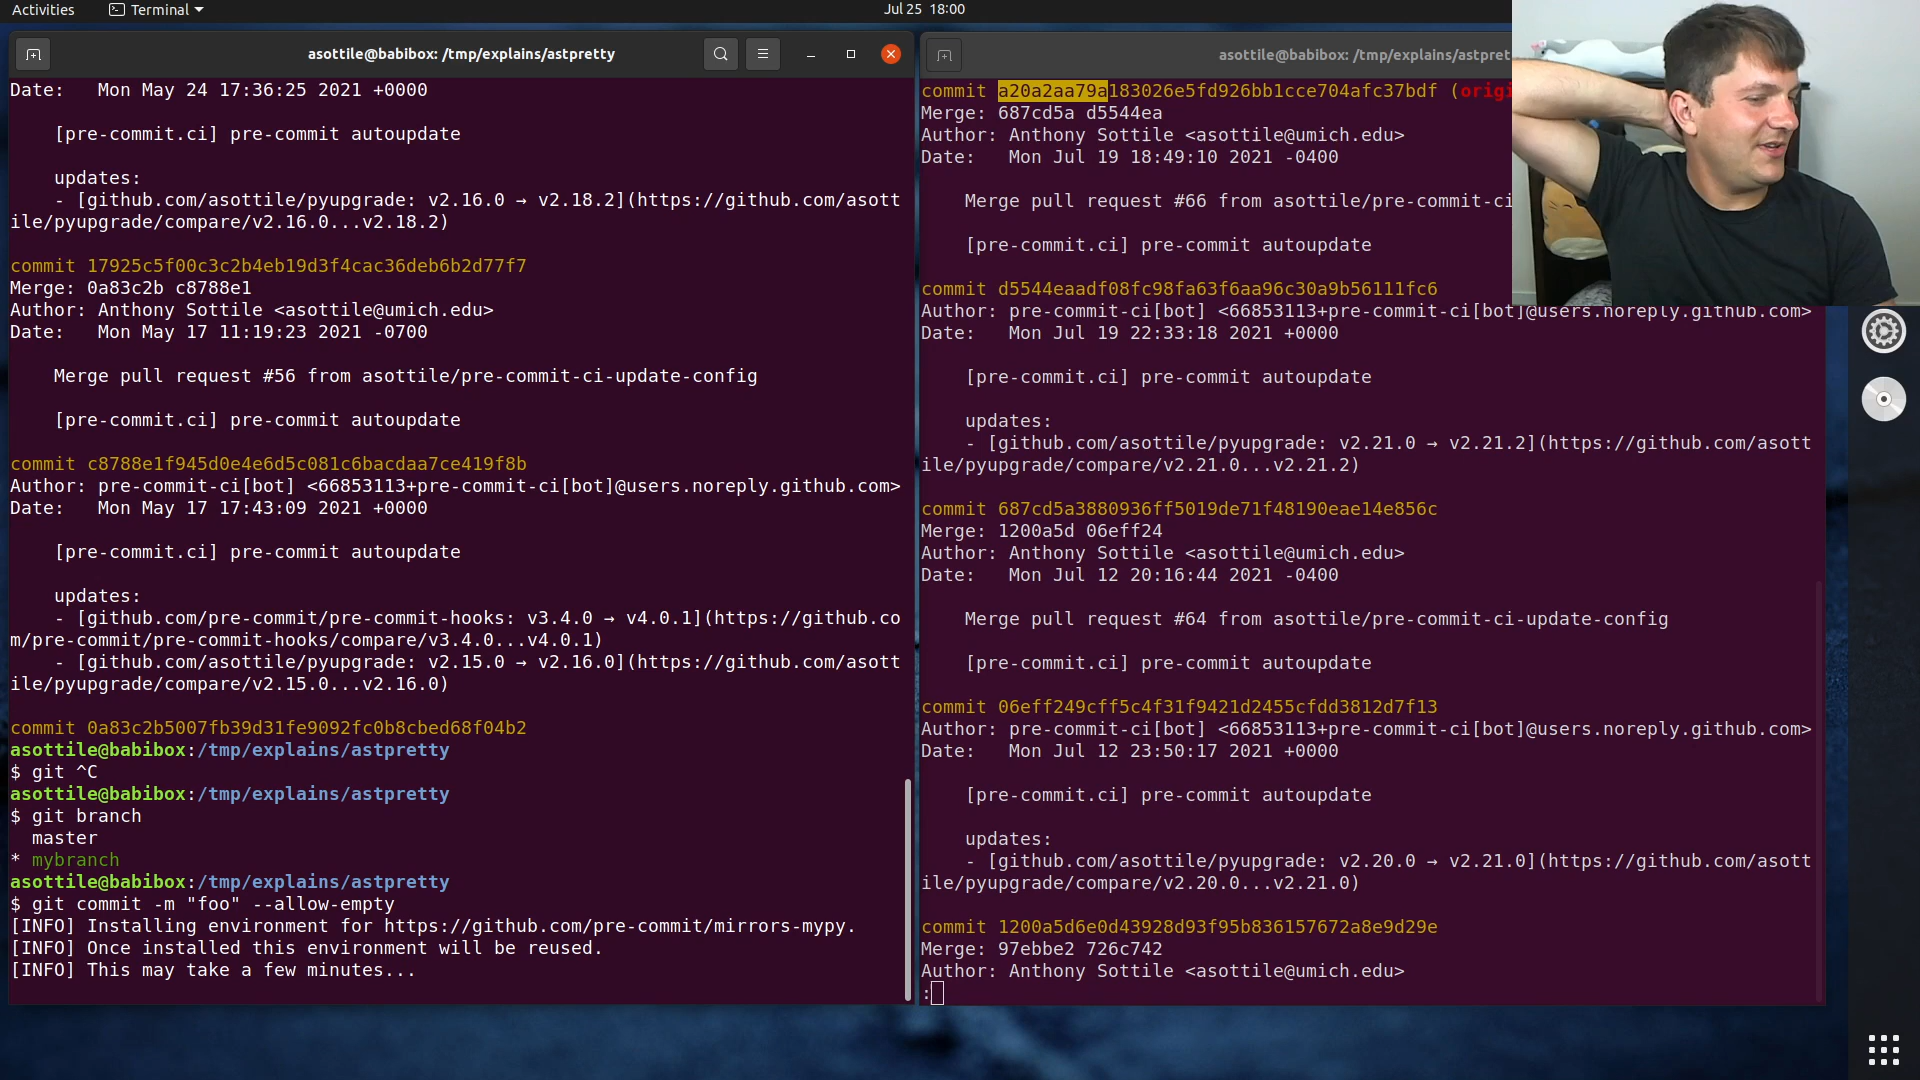 Activities
Terminal
Jul 25 18:00
asottile@babibox: /tmp/explains/astpretty
Date:   Mon May 24 17:36:25 2021 +0000
[pre-commit.ci] pre-commit autoupdate
updates:
- [github.com/asottile/pyupgrade: v2.16.0 → v2.18.2](https://github.com/asott
ile/pyupgrade/compare/v2.16.0...v2.18.2)
commit 17925c5f00c3c2b4eb19d3f4cac36deb6b2d77f7
Merge: 0a83c2b c8788e1
Author: Anthony Sottile <asottile@umich.edu>
Date:   Mon May 17 11:19:23 2021 -0700
Merge pull request #56 from asottile/pre-commit-ci-update-config
[pre-commit.ci] pre-commit autoupdate
commit c8788e1f945d0e4e6d5c081c6bacdaa7ce419f8b
Author: pre-commit-ci[bot] <66853113+pre-commit-ci[bot]@users.noreply.github.com>
Date:   Mon May 17 17:43:09 2021 +0000
[pre-commit.ci] pre-commit autoupdate
updates:
- [github.com/pre-commit/pre-commit-hooks: v3.4.0 → v4.0.1](https://github.co
m/pre-commit/pre-commit-hooks/compare/v3.4.0...v4.0.1)
- [github.com/asottile/pyupgrade: v2.15.0 → v2.16.0](https://github.com/asott
ile/pyupgrade/compare/v2.15.0...v2.16.0)
commit 0a83c2b5007fb39d31fe9092fc0b8cbed68f04b2
asottile@babibox:/tmp/explains/astpretty
$ git ^C
asottile@babibox:/tmp/explains/astpretty
$ git branch
master
* mybranch
asottile@babibox:/tmp/explains/astpretty
$ git commit -m "foo" --allow-empty
[INFO] Installing environment for https://github.com/pre-commit/mirrors-mypy.
[INFO] Once installed this environment will be reused.
[INFO] This may take a few minutes...
asottile@babibox: /tmp/explains/astpret
commit a20a2aa79a183026e5fd926bb1cce704afc37bdf (origi
Merge: 687cd5a d5544ea
Author: Anthony Sottile <asottile@umich.edu>
Date:   Mon Jul 19 18:49:10 2021 -0400
Merge pull request #66 from asottile/pre-commit-ci
[pre-commit.ci] pre-commit autoupdate
commit d5544eaadf08fc98fa63f6aa96c30a9b56111fc6
Author: pre-commit-ci[bot] <66853113+pre-commit-ci[bot]@users.noreply.github.com>
Date:   Mon Jul 19 22:33:18 2021 +0000
[pre-commit.ci] pre-commit autoupdate
updates:
- [github.com/asottile/pyupgrade: v2.21.0 → v2.21.2](https://github.com/asott
ile/pyupgrade/compare/v2.21.0...v2.21.2)
commit 687cd5a3880936ff5019de71f48190eae14e856c
Merge: 1200a5d 06eff24
Author: Anthony Sottile <asottile@umich.edu>
Date:   Mon Jul 12 20:16:44 2021 -0400
Merge pull request #64 from asottile/pre-commit-ci-update-config
[pre-commit.ci] pre-commit autoupdate
commit 06eff249cff5c4f31f9421d2455cfdd3812d7f13
Author: pre-commit-ci[bot] <66853113+pre-commit-ci[bot]@users.noreply.github.com>
Date:   Mon Jul 12 23:50:17 2021 +0000
[pre-commit.ci] pre-commit autoupdate
updates:
- [github.com/asottile/pyupgrade: v2.20.0 → v2.21.0](https://github.com/asott
ile/pyupgrade/compare/v2.20.0...v2.21.0)
commit 1200a5d6e0d43928d93f95b836157672a8e9d29e
Merge: 97ebbe2 726c742
Author: Anthony Sottile <asottile@umich.edu>
: